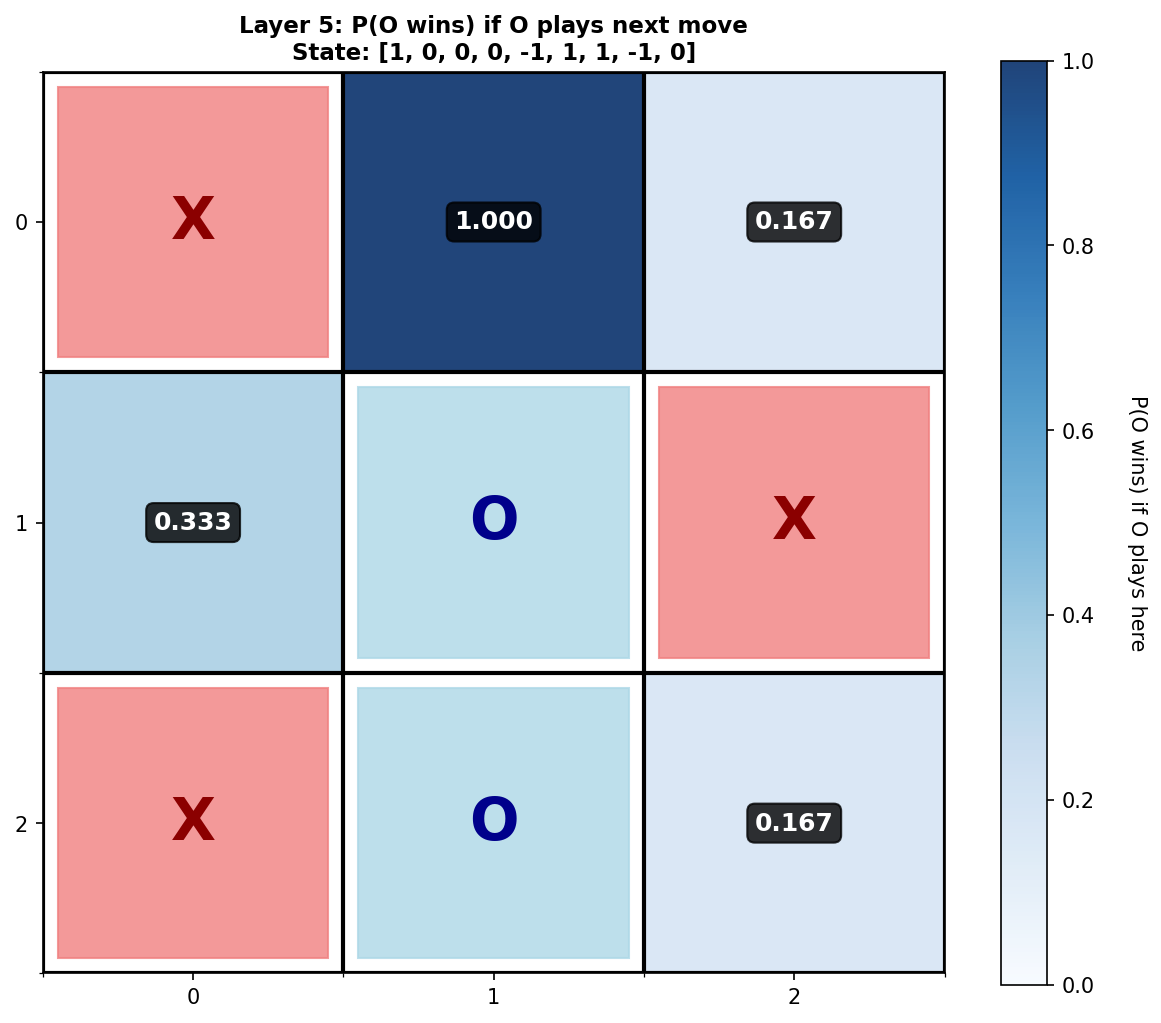 Layer 5: P(O wins) if O plays next move
State: [1, 0, 0, 0, -1, 1, 1, -1, 0]
X
1.000
0.167
0.333
O
X
X
O
0.167
0
1
2
0
1
2
1.0
0.8
0.6
0.4
0.2
0.0
P(O wins) if O plays here